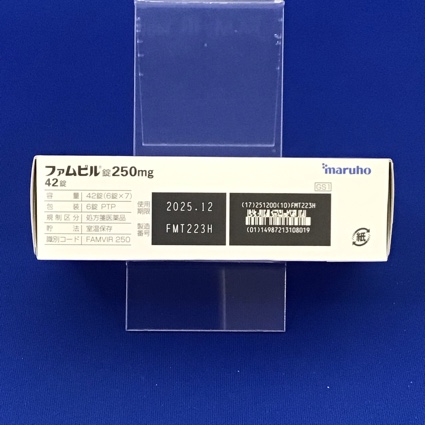 ファムビル®錠250mg
42錠
maruho
GS1
容 量 42錠(6錠×7)
包 装 6錠 PTP
規制区分 処方箋医薬品
貯 法 室温保存
識別コード FAMVIR 250
使用期限 2025.12
製造番号 FMT223H
(17)251200(10)FMT223H
(01)14987213108019
紙